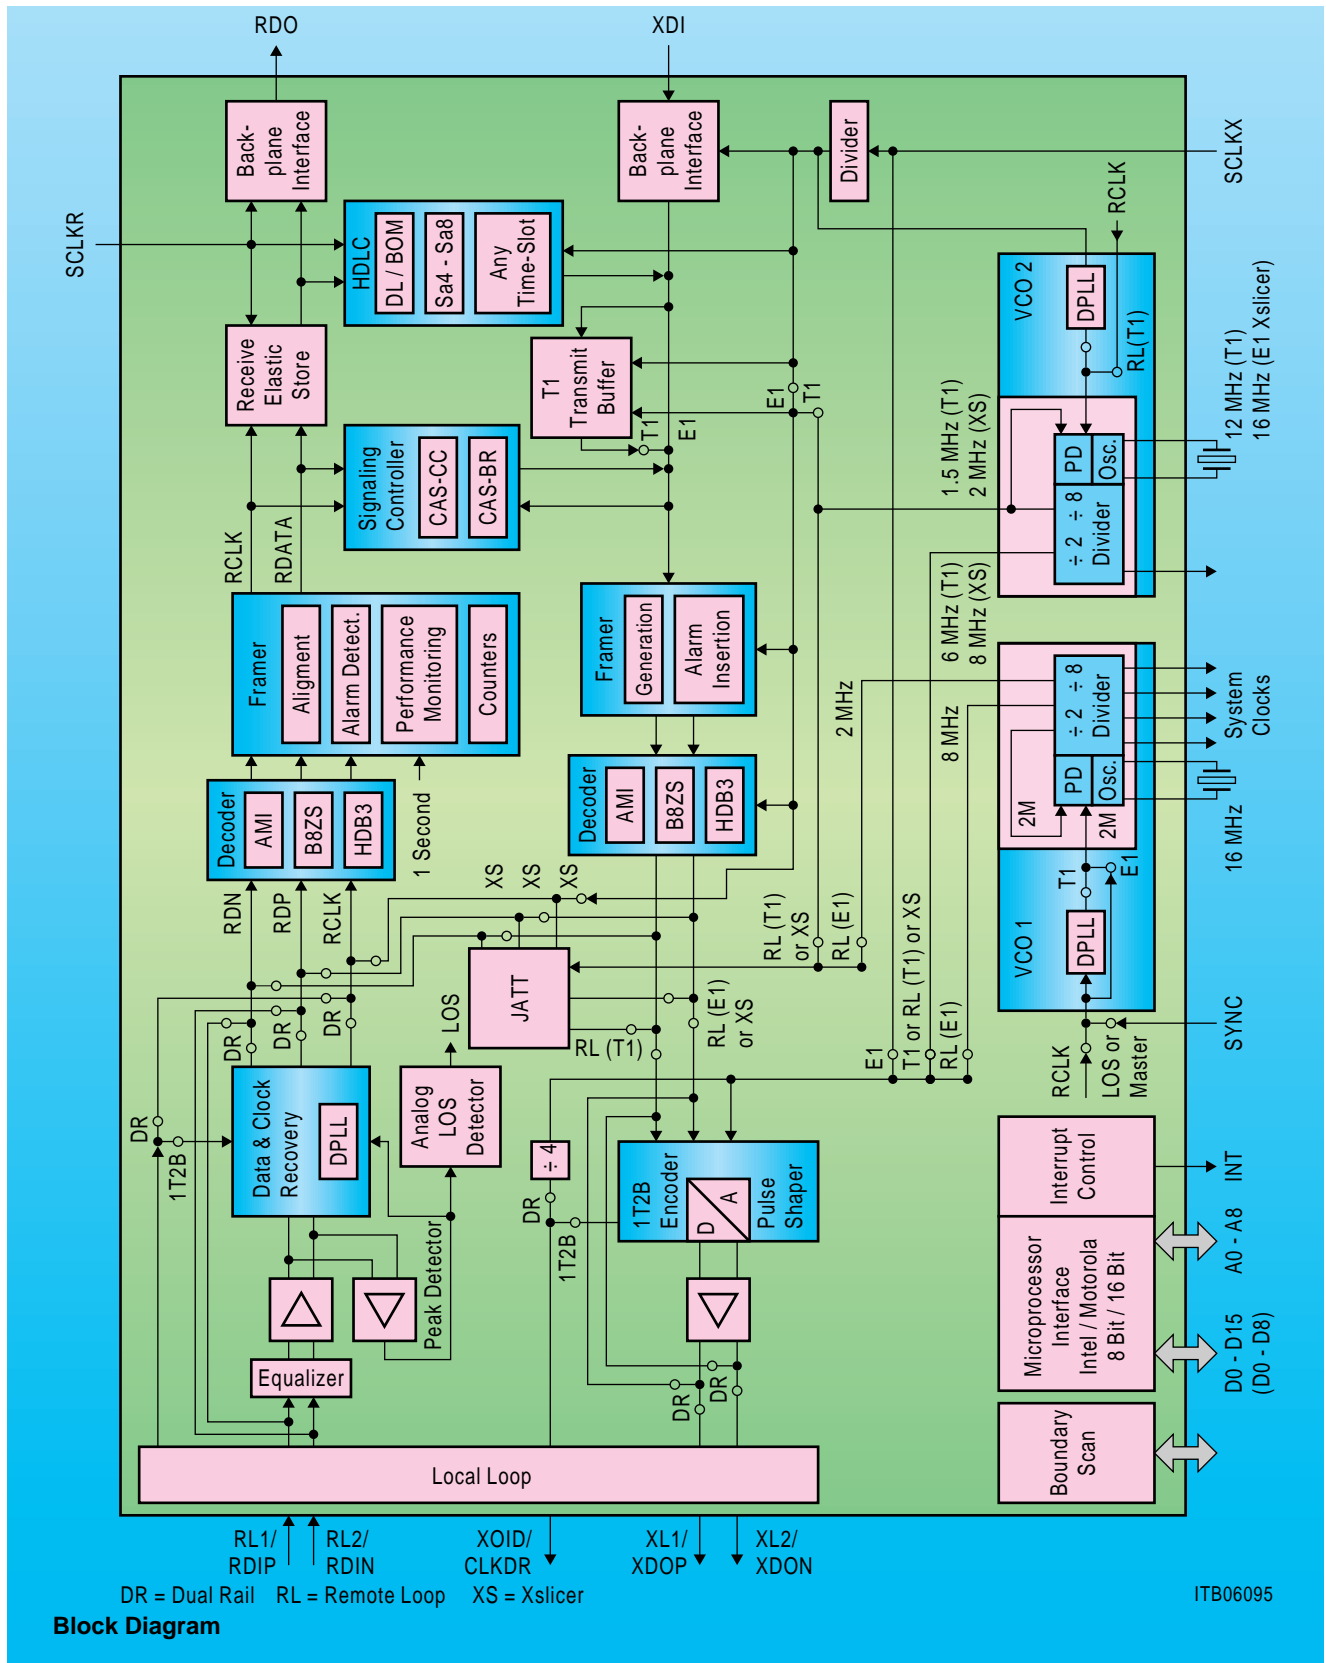 RDO
XDI
SCLKR
SCLKX
RCLK
Back-
plane
Interface
Back-
plane
Interface
Divider
HDLC
DL / BOM
Sa4 - Sa8
Any
Time-Slot
VCO 2
DPLL
RL(T1)
12 MHz (T1)
16 MHz (E1 Xslicer)
Receive
Elastic
Store
T1
Transmit
Buffer
E1
T1
T1
E1
1.5 MHz (T1)
2 MHz (XS)
PD
Osc.
÷ 2 ÷ 8
Divider
Signaling
Controller
CAS-CC
CAS-BR
RCLK
RDATA
6 MHz (T1)
8 MHz (XS)
Framer
Aligment
Alarm Detect.
Performance
Monitoring
Counters
Framer
Generation
Alarm
Insertion
2 MHz
8 MHz
÷ 2 ÷ 8
Divider
PD
Osc.
2M
2M
System
Clocks
16 MHz
Decoder
AMI
B8ZS
HDB3
1 Second
Decoder
AMI
B8ZS
HDB3
RDN
RDP
RCLK
XS
XS
XS
RL (T1)
or XS
RL (E1)
T1
E1
VCO 1
DPLL
JATT
LOS
DR
DR
DR
RL (T1)
RL (E1)
or XS
E1
T1 or RL (T1) or XS
RL (E1)
RCLK
LOS or
Master
SYNC
DR
1T2B
Data & Clock
Recovery
DPLL
Analog
LOS
Detector
÷ 4
DR
1T2B
1T2B
Encoder
D
A
Pulse
Shaper
Interrupt
Control
INT
Peak Detector
Microprocessor
Interface
Intel / Motorola
8 Bit / 16 Bit
A0 - A8
D0 - D15
(D0 - D8)
Equalizer
DR
DR
Boundary
Scan
Local Loop
RL1/
RDIP
RL2/
RDIN
XOID/
CLKDR
XL1/
XDOP
XL2/
XDON
DR = Dual Rail RL = Remote Loop XS = Xslicer
ITB06095
Block Diagram